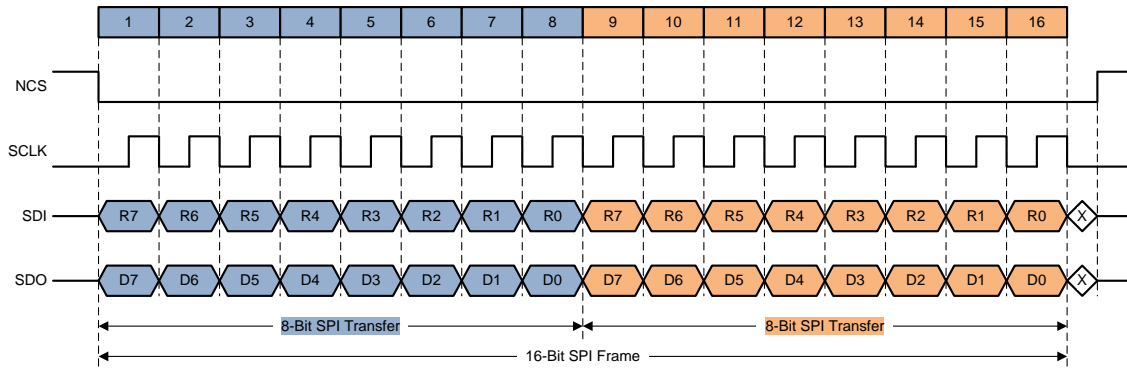 1 2 3 4 5 6 7 8 9 10 11 12 13 14 15 16
NCS
SCLK
SDI R7 R6 R5 R4 R3 R2 R1 R0 R7 R6 R5 R4 R3 R2 R1 R0 X
SDO D7 D6 D5 D4 D3 D2 D1 D0 D7 D6 D5 D4 D3 D2 D1 D0 X
8-Bit SPI Transfer 8-Bit SPI Transfer
16-Bit SPI Frame